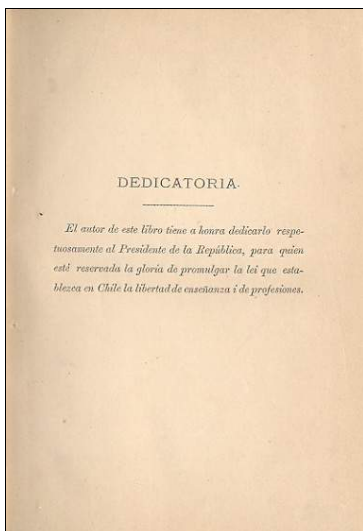 DEDICATORIA.
El autor de este libro tiene a honra dedicarlo respe-
tuosamente al Presidente de la República, para quien
esté reservada la gloria de promulgar la lei que esta-
blezca en Chile la libertad de enseñanza i de profesiones.